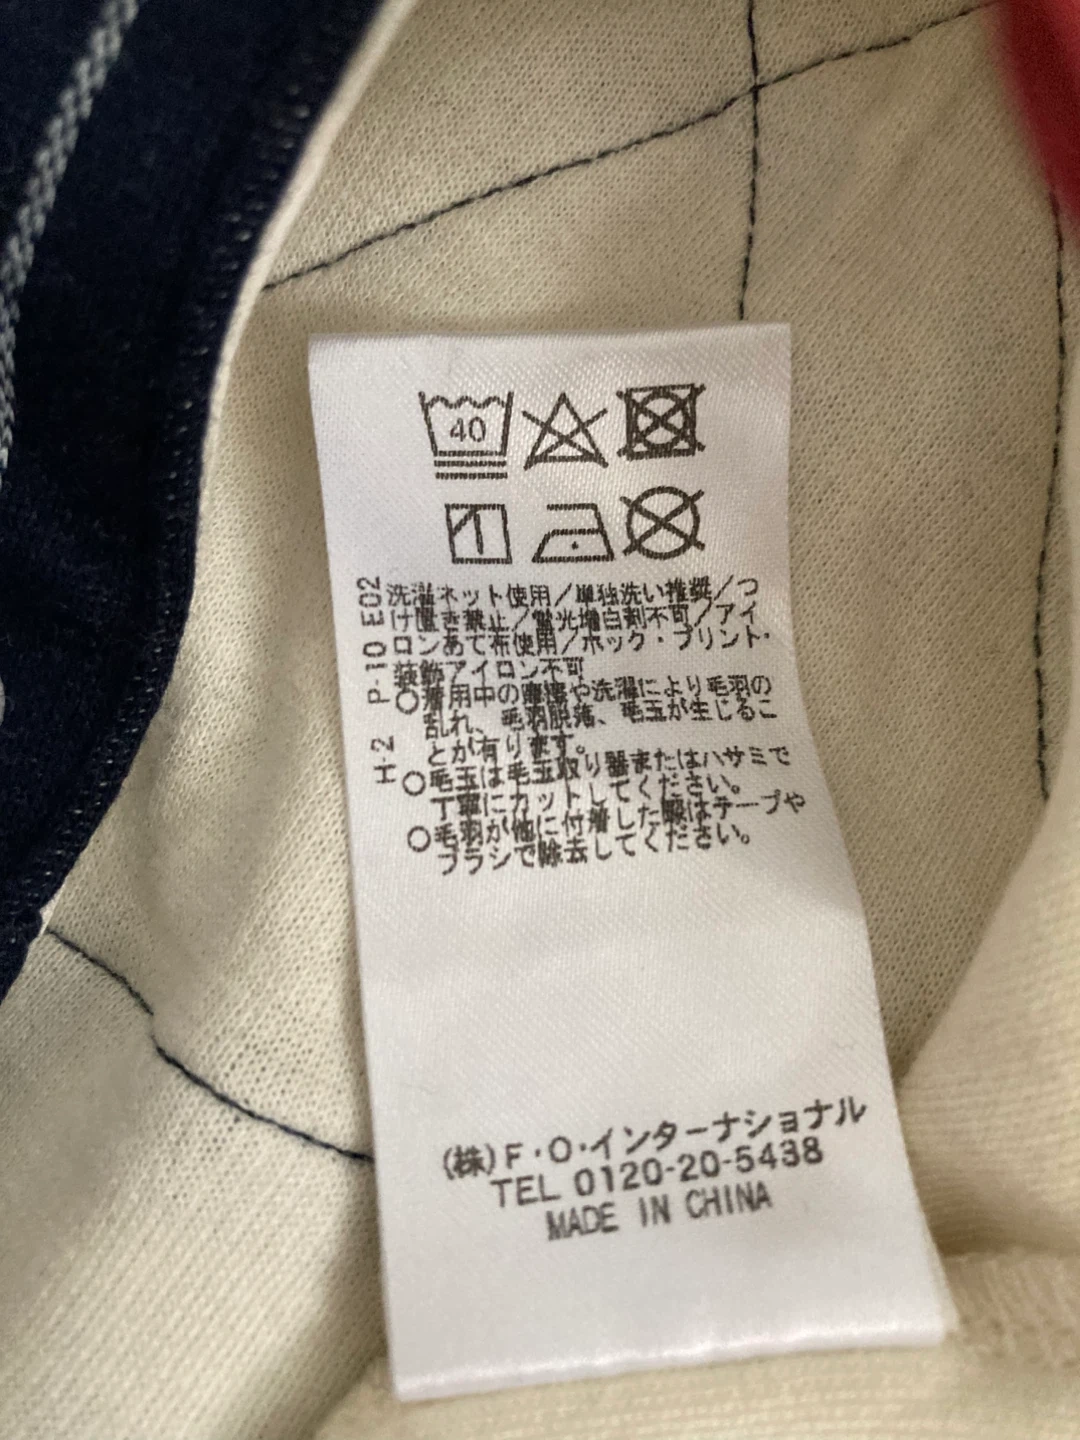 40
洗濯ネット使用/単独洗い推奨/つ
け置き禁止/蛍光増白剤不可/アイ
ロンあて布使用/ホック・プリント・
装飾アイロン不可
○着用中の摩擦や洗濯により毛羽の
乱れ、毛羽脱落、毛玉が生じるこ
とが有ります。
○毛玉は毛玉取り器またはハサミで
丁寧にカットしてください。
○毛羽が他に付着した際はテープや
ブラシで除去してください。
H-2 P-10 E02
(株)F・O・インターナショナル
TEL 0120-20-5438
MADE IN CHINA